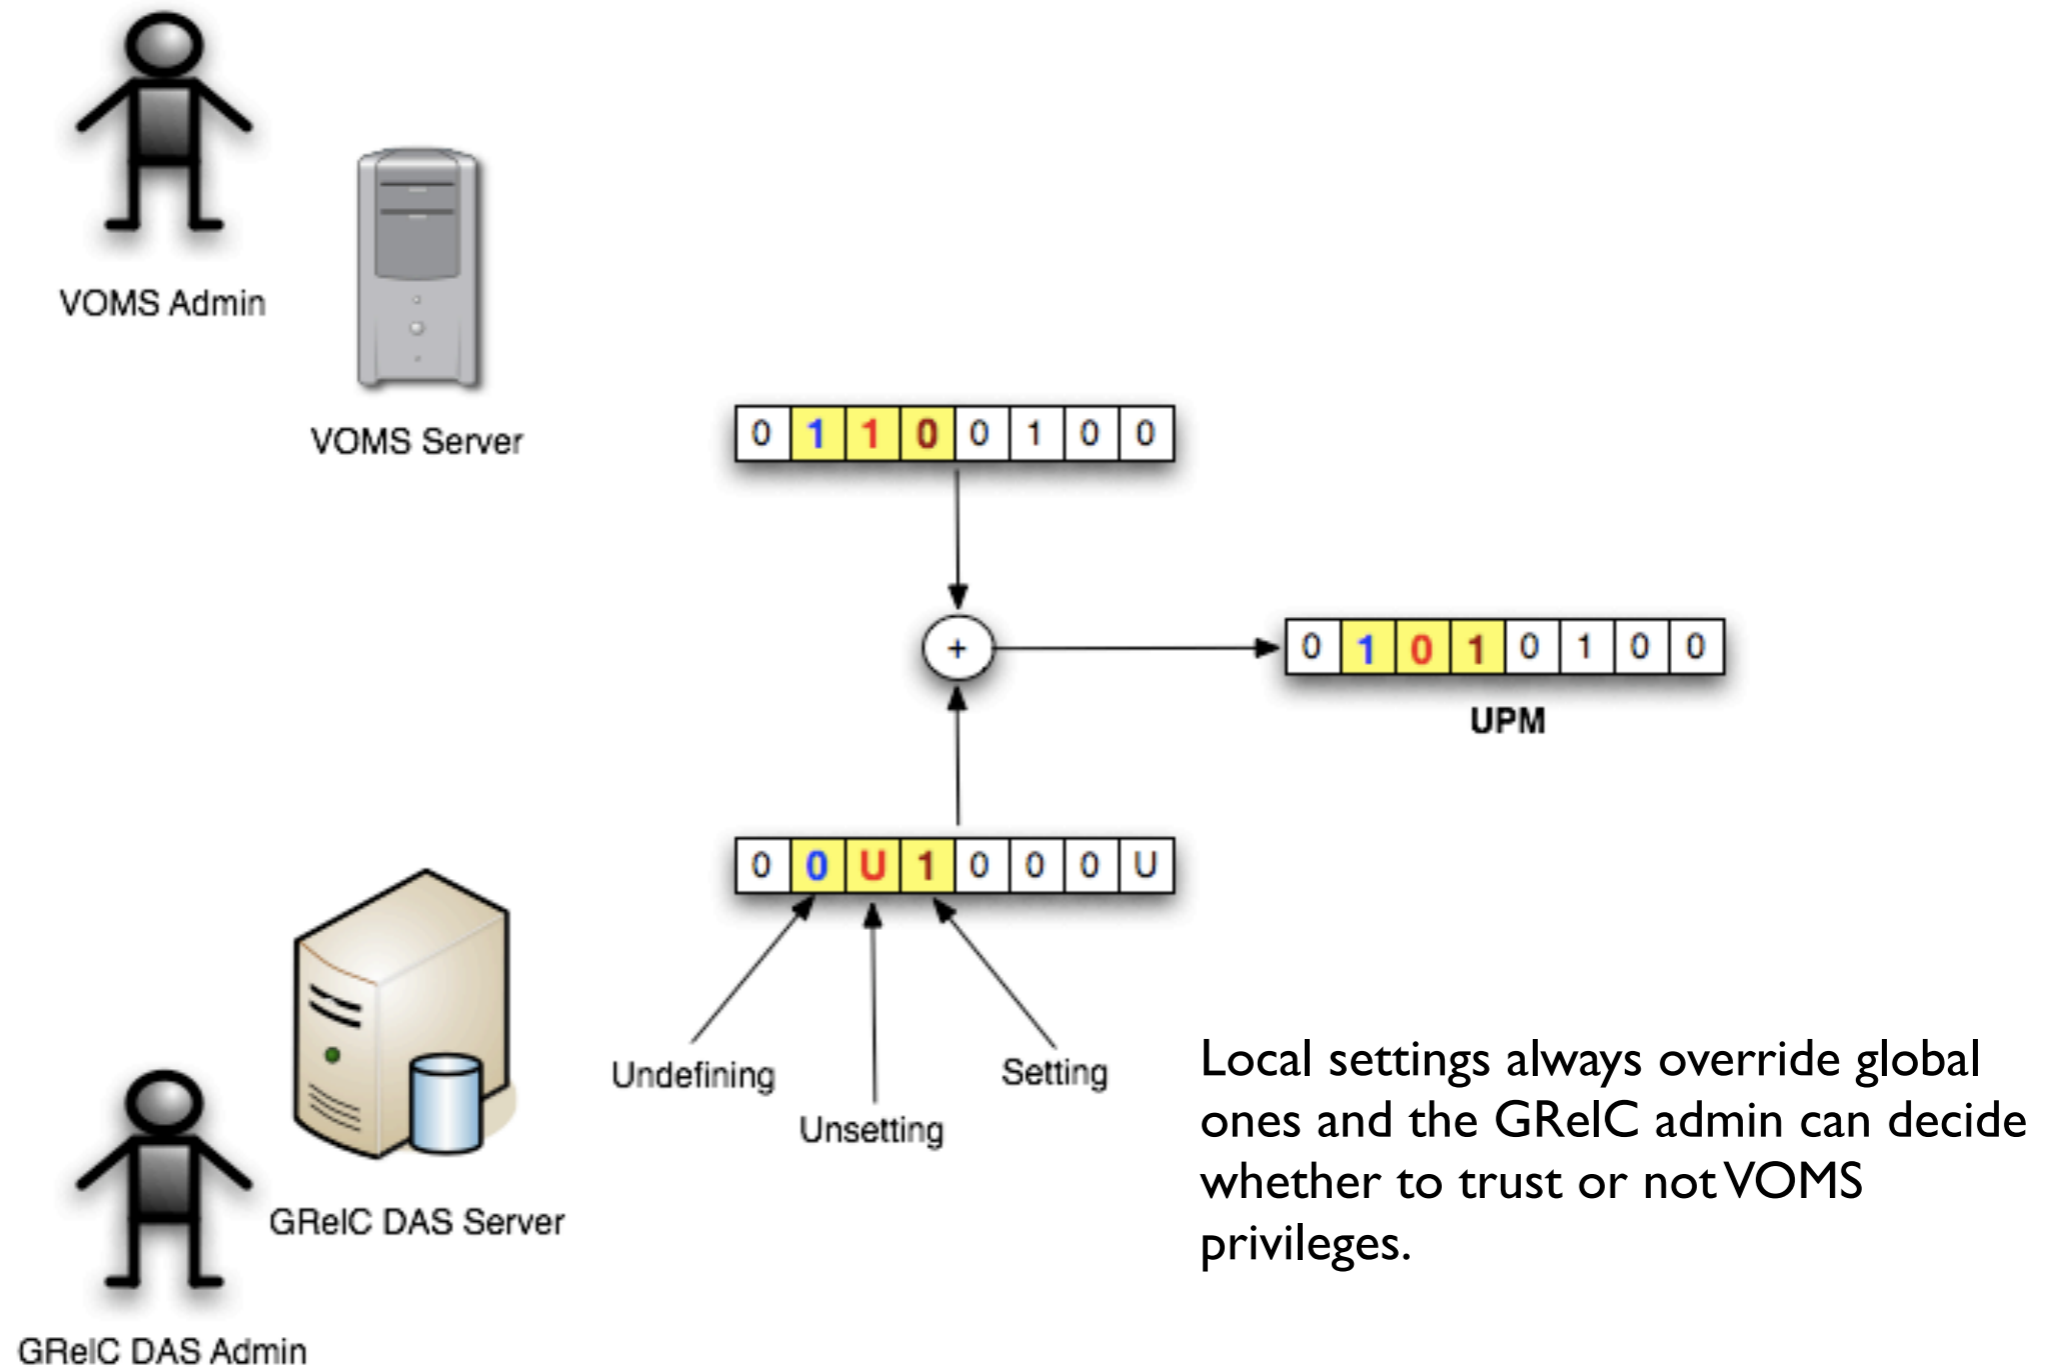 VOMS Admin
VOMS Server
0 1 1 0 0 1 0 0
+
0 1 0 1 0 1 0 0
UPM
0 0 U 1 0 0 0 U
Undefining
Unsetting
Setting
Local settings always override global
ones and the GRelC admin can decide
whether to trust or not VOMS
privileges.
GRelC DAS Server
GRelC DAS Admin